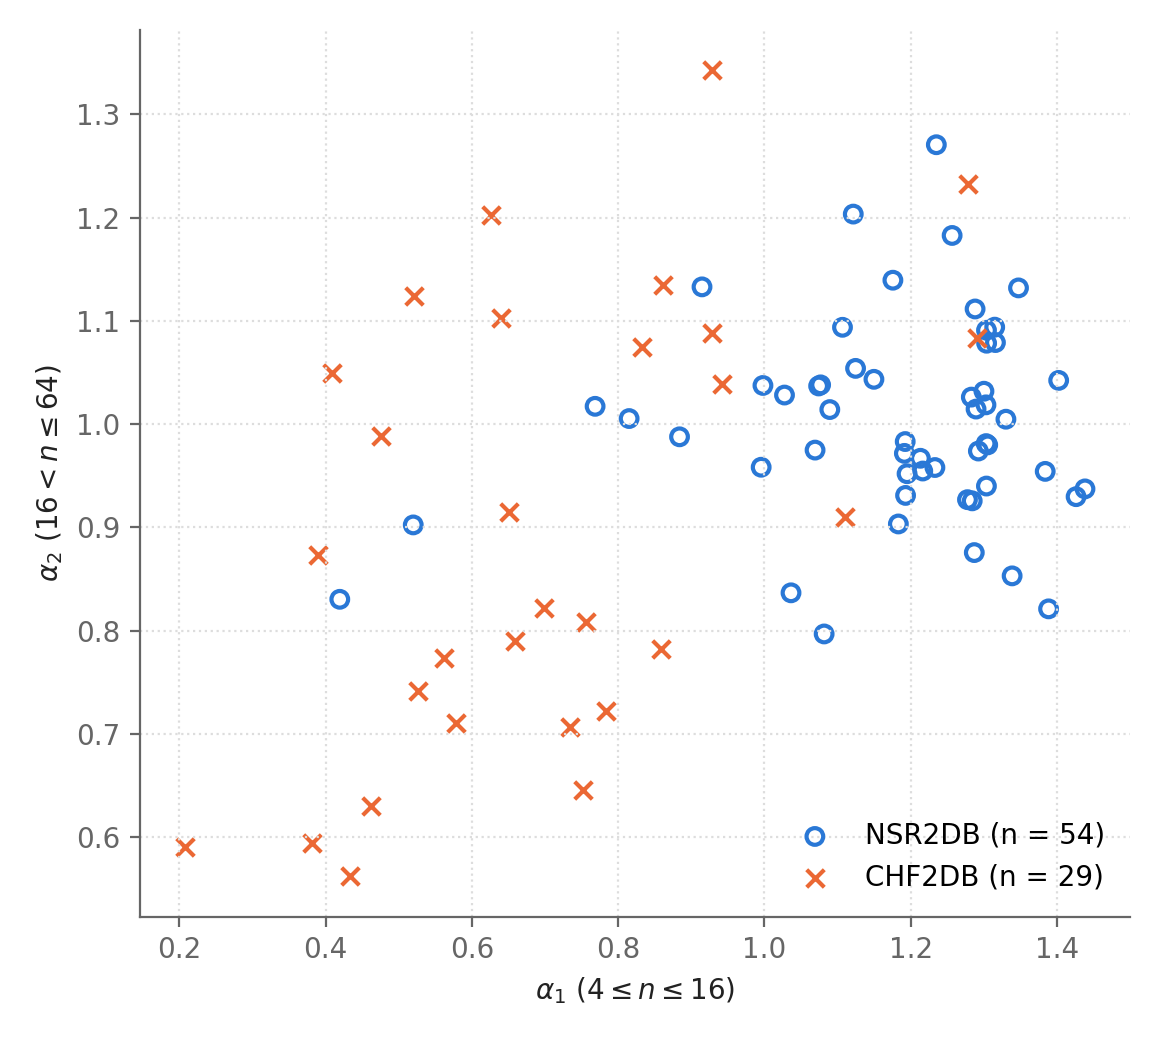 1.3
1.2
1.1
1.0
0.9
0.8
0.7
0.6
α₂ (16 < n ≤ 64)
NSR2DB (n = 54)
CHF2DB (n = 29)
0.2 0.4 0.6 0.8 1.0 1.2 1.4
α₁ (4 ≤ n ≤ 16)